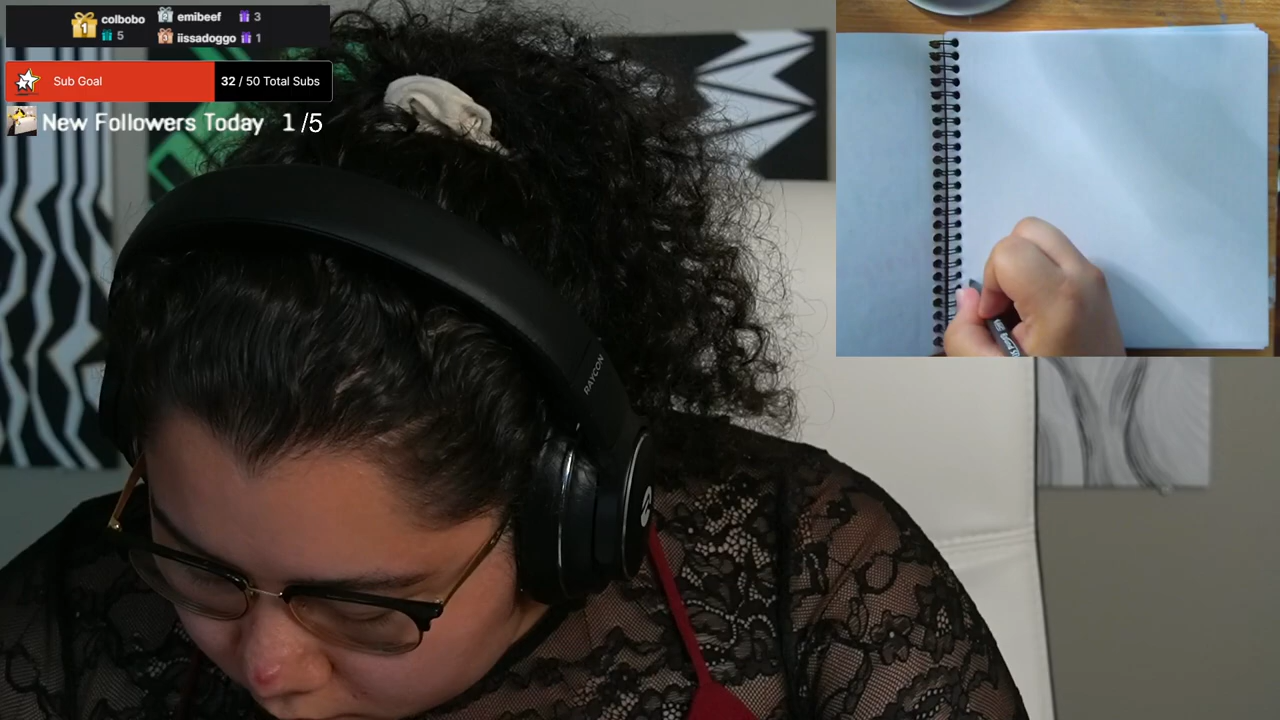 colbobo
5
emibeef 3
iissadoggo 1
Sub Goal
32 / 50 Total Subs
New Followers Today 1 /5
RAYCON